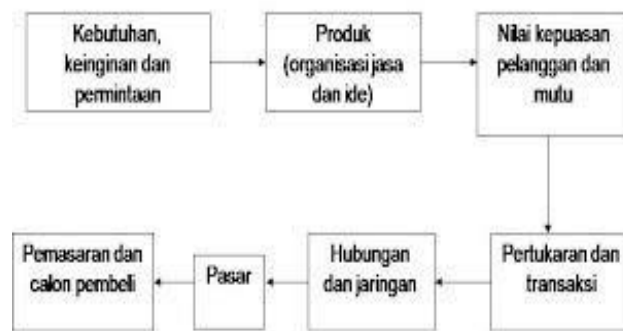 Kebutuhan,
keinginan dan
permintaan
Produk
(organisasi jasa
dan ide)
Nilai kepuasan
pelanggan dan
mutu
Pertukaran dan
transaksi
Hubungan
dan jaringan
Pasar
Pemasaran dan
calon pembeli